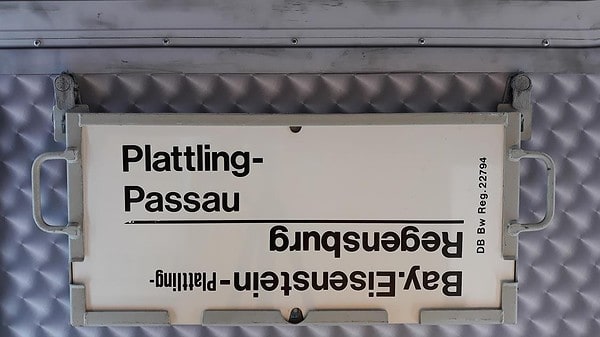 Plattling-
Passau
Bay.Eisenstein-Plattling-
Regensburg
DB Bw Reg. 22794